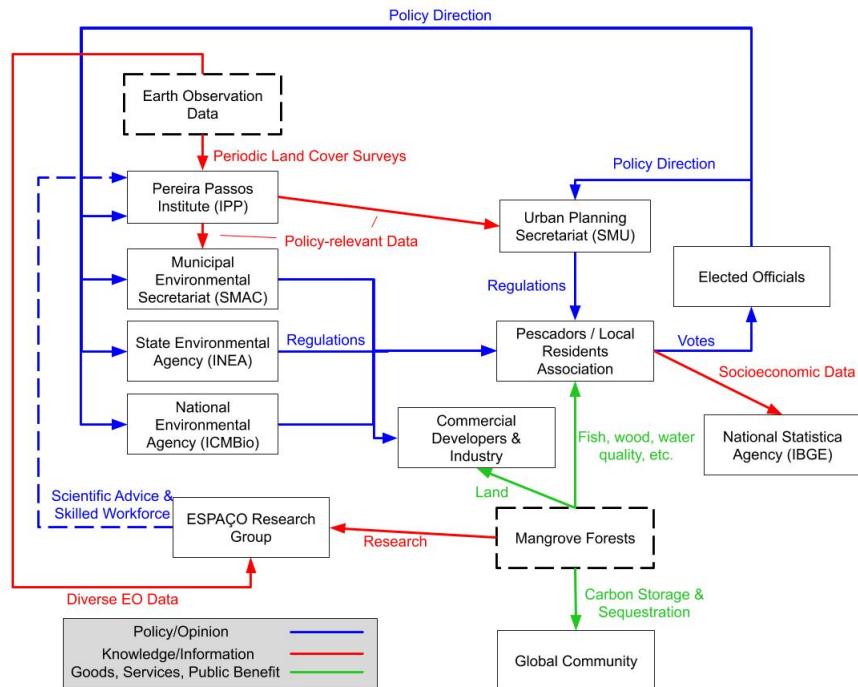 Policy Direction
Earth Observation
Data
Periodic Land Cover Surveys
Policy Direction
Pereira Passos
Institute (IPP)
Urban Planning
Secretariat (SMU)
Policy-relevant Data
Municipal
Environmental
Secretariat (SMAC)
Elected Officials
Regulations
State Environmental
Agency (INEA)
Regulations
Pescadors / Local
Residents
Association
Votes
Socioeconomic Data
National
Environmental
Agency (ICMBio)
Commercial
Developers &
Industry
Fish, wood, water
quality, etc.
National Statistica
Agency (IBGE)
Land
Scientific Advice &
Skilled Workforce
ESPAÇO Research
Group
Research
Mangrove Forests
Diverse EO Data
Carbon Storage &
Sequestration
Policy/Opinion
Knowledge/Information
Goods, Services, Public Benefit
Global Community